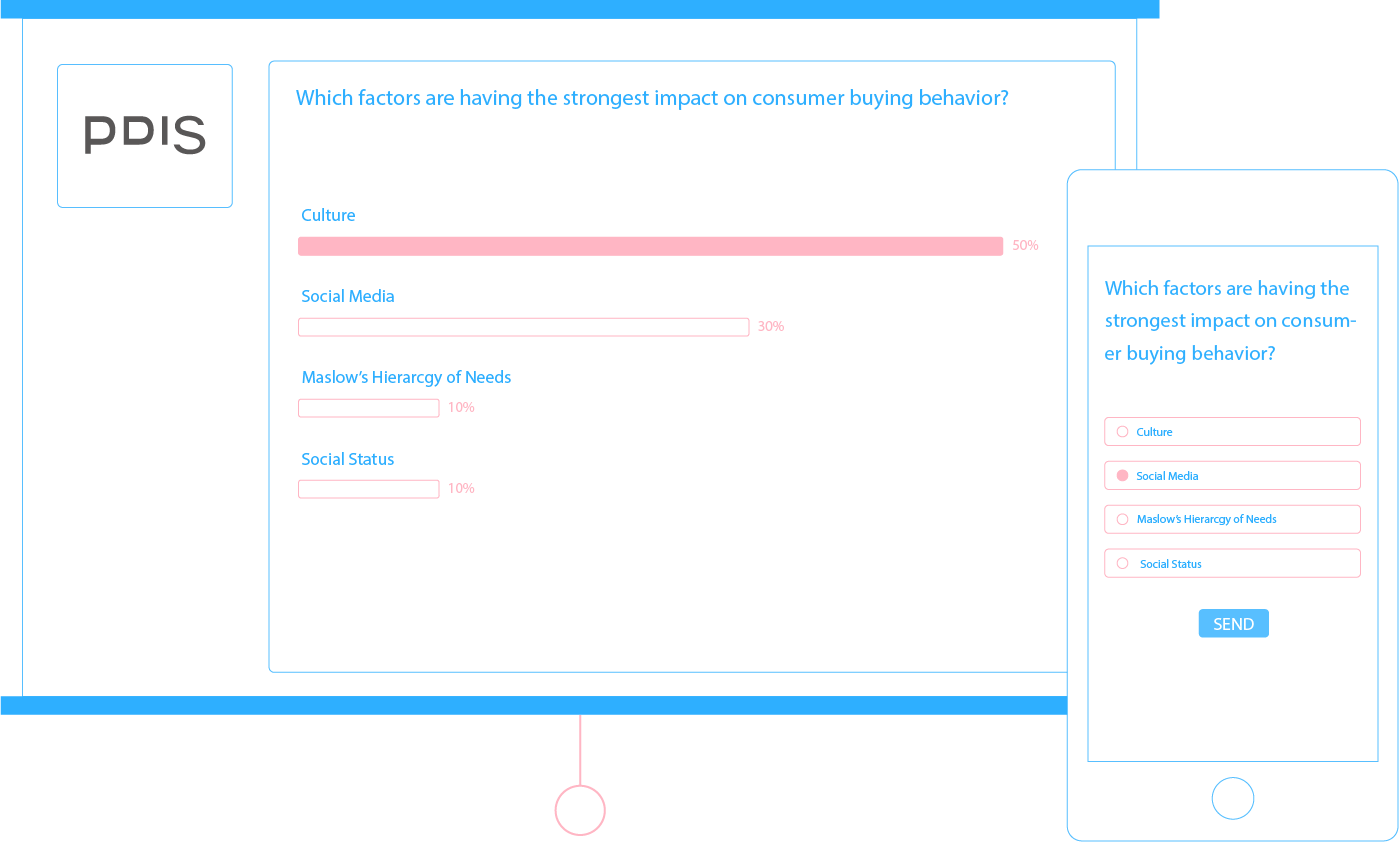 PDIS
Which factors are having the strongest impact on consumer buying behavior?
Culture
50%
Social Media
30%
Maslow's Hierarcgy of Needs
10%
Social Status
10%
Which factors are having the
strongest impact on consum-
er buying behavior?
Culture
Social Media
Maslow's Hierarcgy of Needs
Social Status
SEND